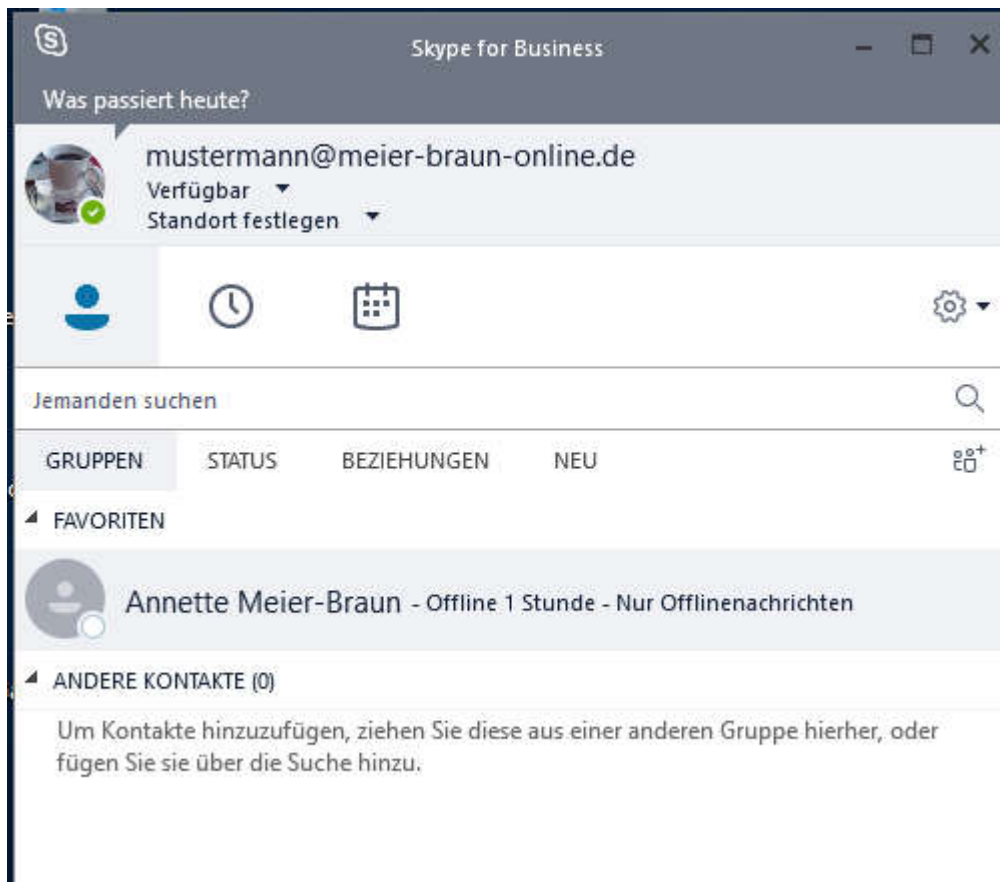 Skype for Business
Was passiert heute?
mustermann@meier-braun-online.de
Verfügbar
Standort festlegen
Jemanden suchen
GRUPPEN STATUS BEZIEHUNGEN NEU
FAVORITEN
Annette Meier-Braun - Offline 1 Stunde - Nur Offlinenachrichten
ANDERE KONTAKTE (0)
Um Kontakte hinzuzufügen, ziehen Sie diese aus einer anderen Gruppe hierher, oder
fügen Sie sie über die Suche hinzu.